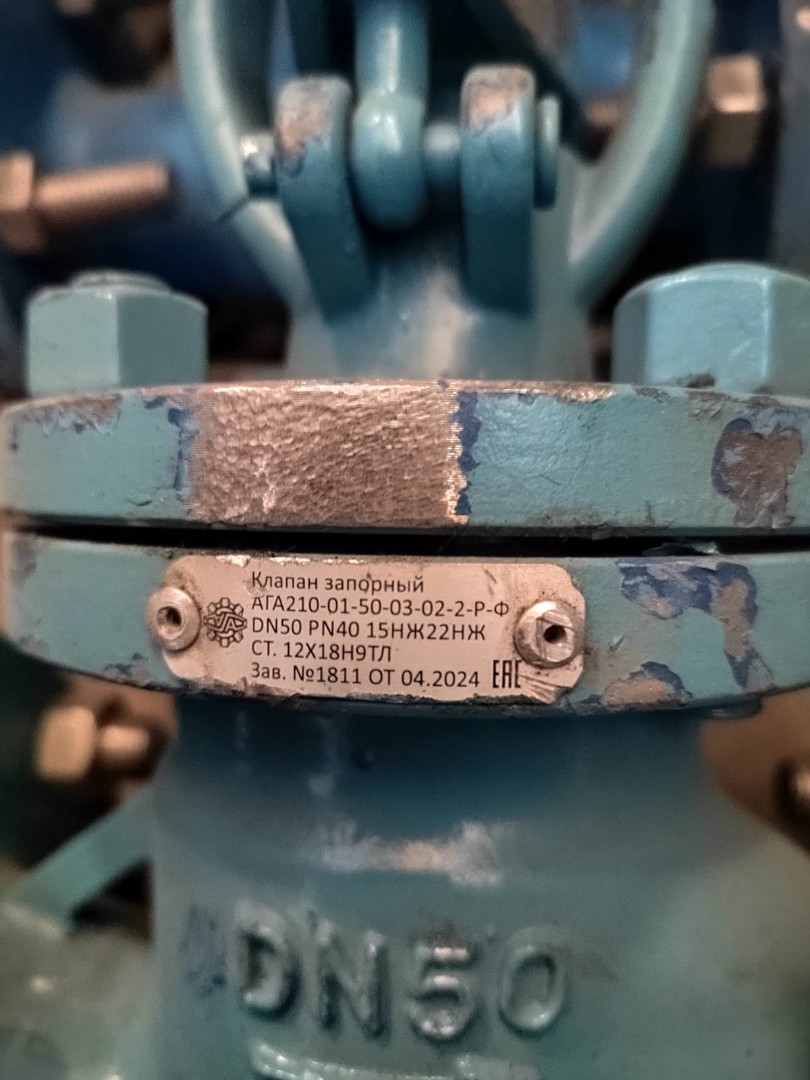 Клапан запорный
АГА210-01-50-03-02-2-Р-Ф
DN50 PN40 15НЖ22НЖ
СТ. 12Х18Н9ТЛ
Зав. №1811 ОТ 04.2024 EAC
DN50